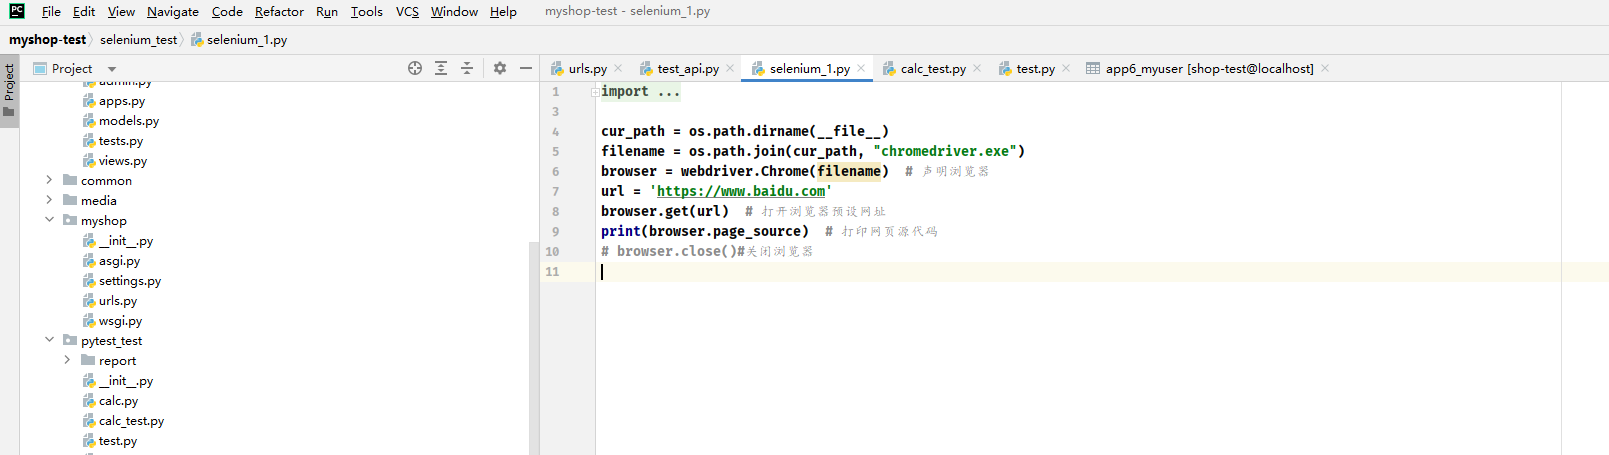 PC File Edit View Navigate Code Refactor Run Tools VCS Window Help myshop-test - selenium_1.py
myshop-test selenium_test selenium_1.py
Project
Project
admin.py
apps.py
models.py
tests.py
views.py
common
media
myshop
__init__.py
asgi.py
settings.py
urls.py
wsgi.py
pytest_test
report
__init__.py
calc.py
calc_test.py
test.py
urls.py test_api.py selenium_1.py calc_test.py test.py app6_myuser [shop-test@localhost]
1 import ...
3
4 cur_path = os.path.dirname(__file__)
5 filename = os.path.join(cur_path, "chromedriver.exe")
6 browser = webdriver.Chrome(filename) # 声明浏览器
7 url = 'https://www.baidu.com'
8 browser.get(url) # 打开浏览器预设网址
9 print(browser.page_source) # 打印网页源代码
10 # browser.close()#关闭浏览器
11